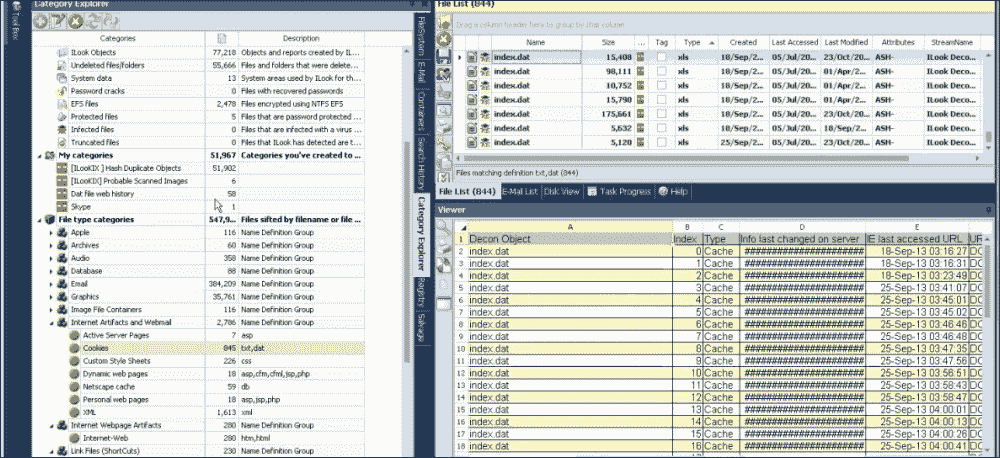 Category Explorer
Tool Box
Categories Description
ILook Objects 77,218 Objects and reports created by IL...
Undeleted files/folders 55,666 Files and folders that were delete...
System data 13 System areas used by ILook for th...
Password cracks 0 Files with recovered passwords
EFS files 2,478 Files encrypted using NTFS EFS
Protected files 5 Files that are password protected
Infected files 0 Files that are infected with a virus
Truncated files 0 Files that ILook has detected are t...
My categories 51,967 Categories you've created to ...
[ILooKIX] Hash Duplicate Objects 51,902
[ILooKIX] Probable Scanned Images 6
Dat file web history 58
Skype 1
File type categories 547,9... Files sifted by filename or file ...
Apple 116 Name Definition Group
Archives 60 Name Definition Group
Audio 358 Name Definition Group
Database 88 Name Definition Group
Email 384,209 Name Definition Group
Graphics 35,761 Name Definition Group
Image File Containers 116 Name Definition Group
Internet Artifacts and Webmail 2,786 Name Definition Group
Active Server Pages 7 asp
Cookies 845 txt,dat
Custom Style Sheets 226 css
Dynamic web pages 18 asp,cfm,cfml,jsp,php
Netscape cache 59 db
Personal web pages 18 asp,jsp,php
XML 1,613 xml
Internet Webpage Artifacts 280 Name Definition Group
Internet-Web 280 htm,html
Link Files (ShortCuts) 230 Name Definition Group
FileSystem
E-Mail
Containers
Search History
Category Explorer
Registry
Salvage
File List (844)
Drag a column header here to group by this column
Name Size ... Tag Type Created Last Accessed Last Modified Attributes StreamName
index.dat 15,408 xls 18/Sep/2... 05/Jul/20... 23/Oct/20... ASH- ILook Deco...
index.dat 98,111 xls 18/Sep/2... 05/Jul/20... 01/Apr/2... ASH- ILook Deco...
index.dat 10,752 xls 18/Sep/2... 05/Jul/20... 23/Oct/20... ASH- ILook Deco...
index.dat 15,790 xls 18/Sep/2... 05/Jul/20... 23/Oct/20... ASH- ILook Deco...
index.dat 175,661 xls 18/Sep/2... 05/Jul/20... 01/Apr/2... ASH- ILook Deco...
index.dat 5,632 xls 18/Sep/2... 05/Jul/20... 18/Sep/2... ASH- ILook Deco...
index.dat 5,120 xls 25/Sep/2... 05/Jul/20... 23/Oct/20... ASH- ILook Deco...
Files matching definition txt,dat (844)
File List (844) E-Mail List Disk View Task Progress Help
Viewer
A B C D E
1 Decon Object Index Type Info last changed on server IE last accessed URL UR
2 index.dat 0 Cache ####################### 18-Sep-13 03:16:27 DC
3 index.dat 1 Cache ####################### 18-Sep-13 03:16:31 DC
4 index.dat 2 Cache ####################### 18-Sep-13 03:23:49 DC
5 index.dat 3 Cache ####################### 25-Sep-13 03:41:07 DC
6 index.dat 4 Cache ####################### 25-Sep-13 03:45:01 DC
7 index.dat 5 Cache ####################### 25-Sep-13 03:45:02 DC
8 index.dat 6 Cache ####################### 25-Sep-13 03:46:46 DC
9 index.dat 7 Cache ####################### 25-Sep-13 03:46:48 DC
10 index.dat 8 Cache ####################### 25-Sep-13 03:47:35 DC
11 index.dat 9 Cache ####################### 25-Sep-13 03:47:56 DC
12 index.dat 10 Cache ####################### 25-Sep-13 03:58:51 DC
13 index.dat 11 Cache ####################### 25-Sep-13 03:58:43 DC
14 index.dat 12 Cache ####################### 25-Sep-13 03:58:47 DC
15 index.dat 13 Cache ####################### 25-Sep-13 04:00:01 DC
16 index.dat 14 Cache ####################### 25-Sep-13 04:00:13 DC
17 index.dat 15 Cache ####################### 25-Sep-13 04:00:26 DC
18 index.dat 16 Cache ####################### 25-Sep-13 04:00:41 DC